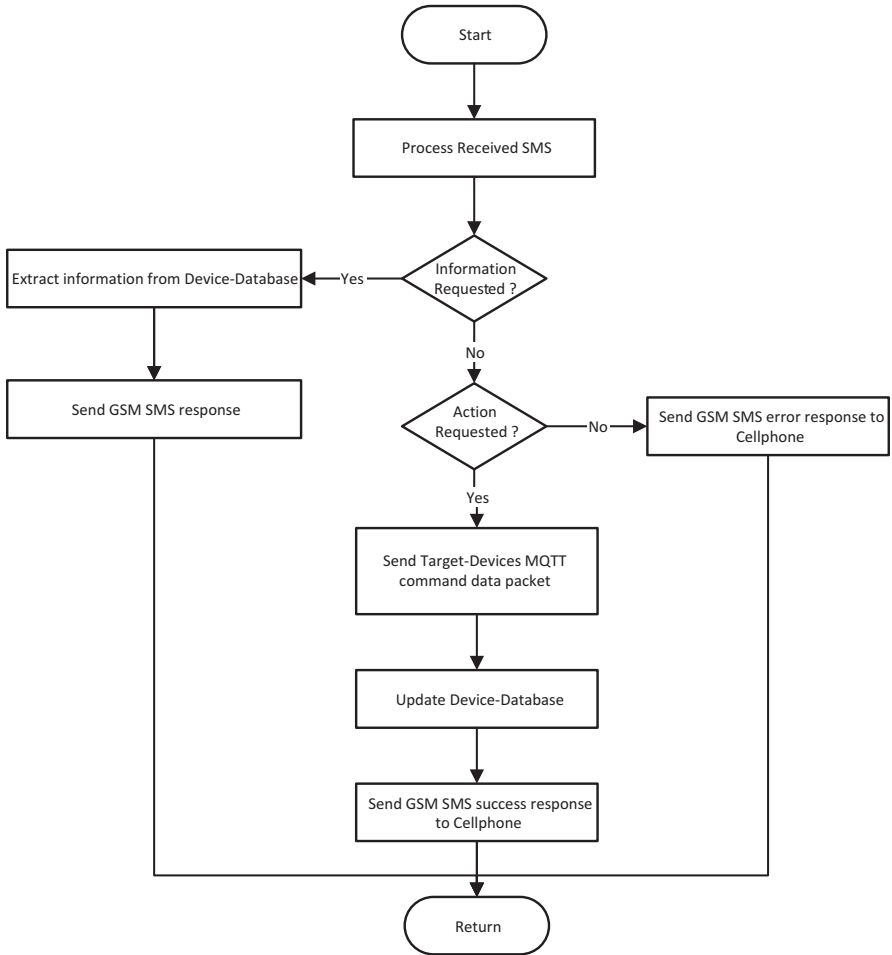 Start
Process Received SMS
Information
Requested ?
Yes
Extract information from Device-Database
No
Send GSM SMS response
Action
Requested ?
No
Send GSM SMS error response to
Cellphone
Yes
Send Target-Devices MQTT
command data packet
Update Device-Database
Send GSM SMS success response
to Cellphone
Return